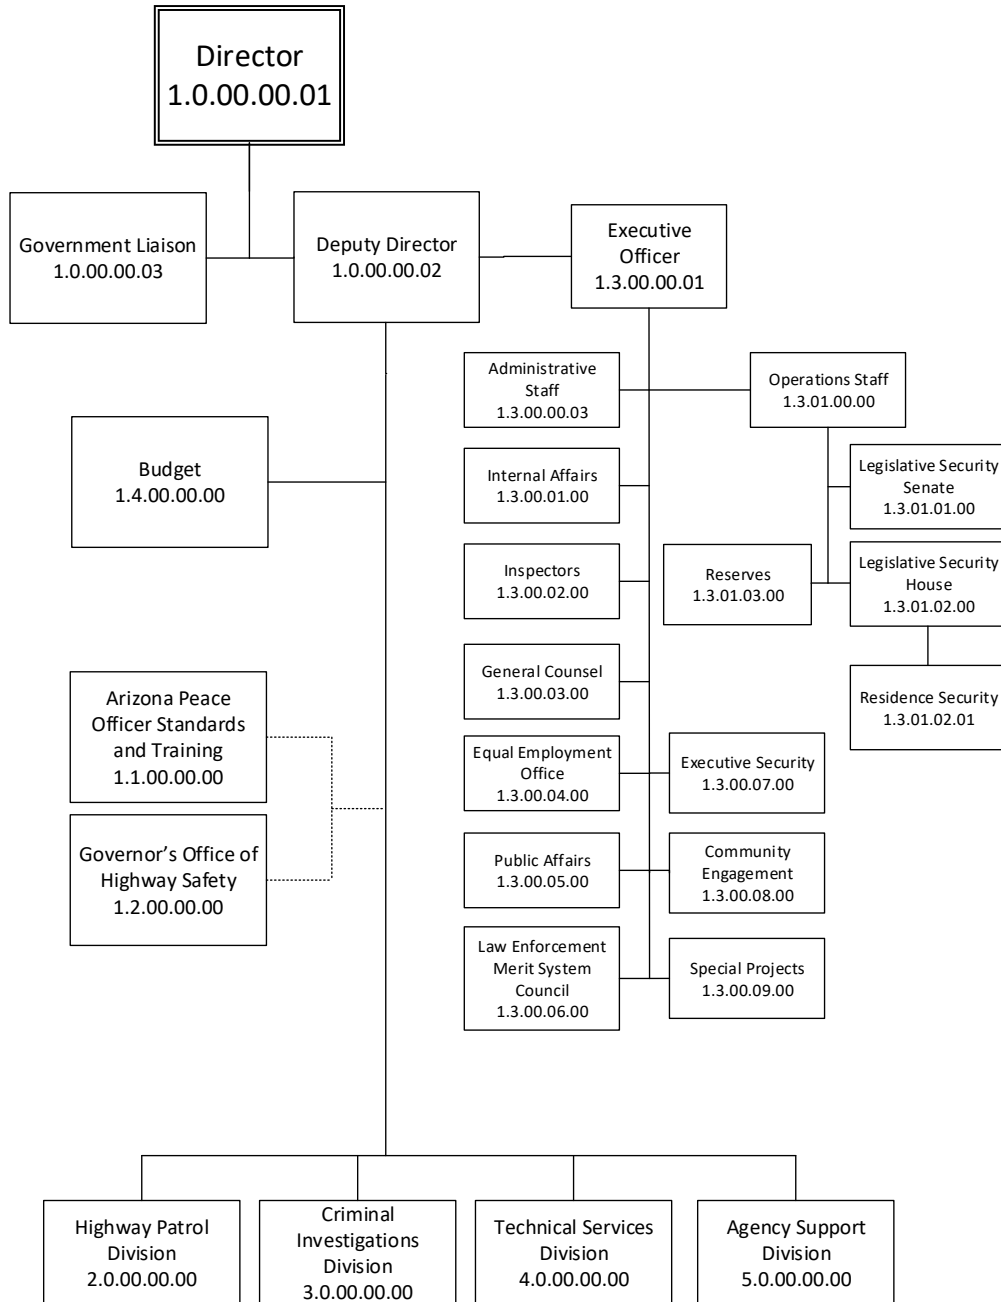 Director
1.0.00.00.01
Government Liaison
1.0.00.00.03
Deputy Director
1.0.00.00.02
Executive
Officer
1.3.00.00.01
Administrative
Staff
1.3.00.00.03
Operations Staff
1.3.01.00.00
Budget
1.4.00.00.00
Internal Affairs
1.3.00.01.00
Legislative Security
Senate
1.3.01.01.00
Inspectors
1.3.00.02.00
Reserves
1.3.01.03.00
Legislative Security
House
1.3.01.02.00
General Counsel
1.3.00.03.00
Residence Security
1.3.01.02.01
Arizona Peace
Officer Standards
and Training
1.1.00.00.00
Equal Employment
Office
1.3.00.04.00
Executive Security
1.3.00.07.00
Governor’s Office of
Highway Safety
1.2.00.00.00
Public Affairs
1.3.00.05.00
Community
Engagement
1.3.00.08.00
Law Enforcement
Merit System
Council
1.3.00.06.00
Special Projects
1.3.00.09.00
Highway Patrol
Division
2.0.00.00.00
Criminal
Investigations
Division
3.0.00.00.00
Technical Services
Division
4.0.00.00.00
Agency Support
Division
5.0.00.00.00